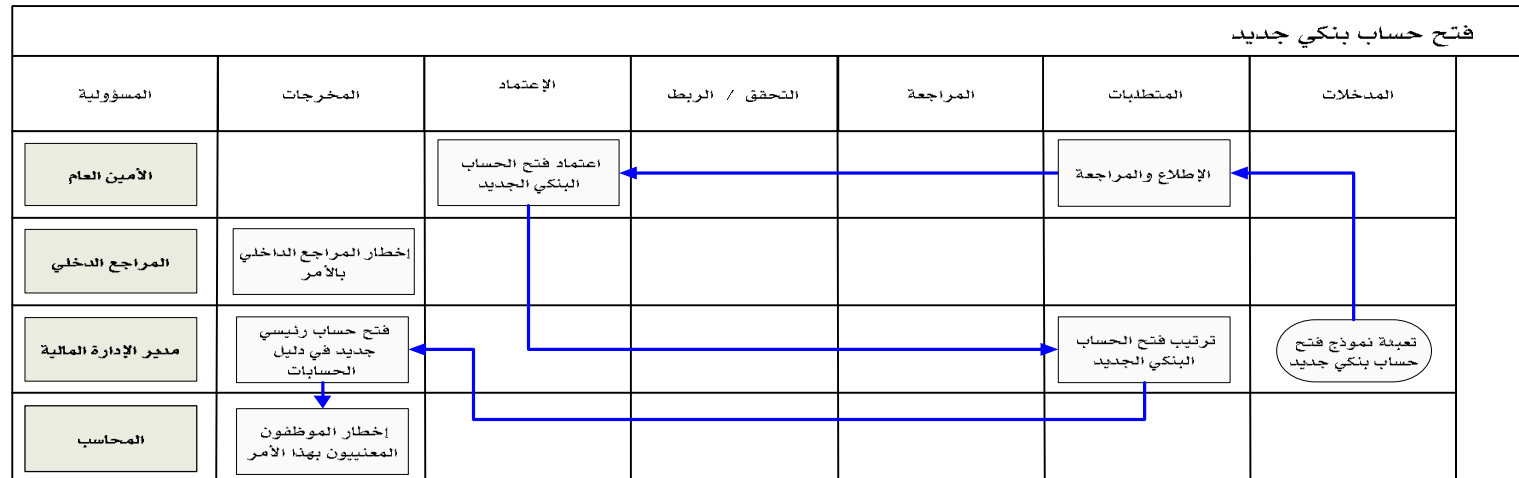 فتح حساب بنكي جديد
المدخلات
المتطلبات
المراجعة
التحقق / الربط
الإعتماد
المخرجات
المسؤولية
الإطلاع والمراجعة
اعتماد فتح الحساب
البنكي الجديد
الأمين العام
إخطار المراجع الداخلي
بالأمر
المراجع الدخلي
تعبئة نموذج فتح
حساب بنكي جديد
ترتيب فتح الحساب
البنكي الجديد
فتح حساب رئيسي
جديد في دليل
الحسابات
مدير الإدارة المالية
إخطار الموظفون
المعنييون بهذا الأمر
المحاسب